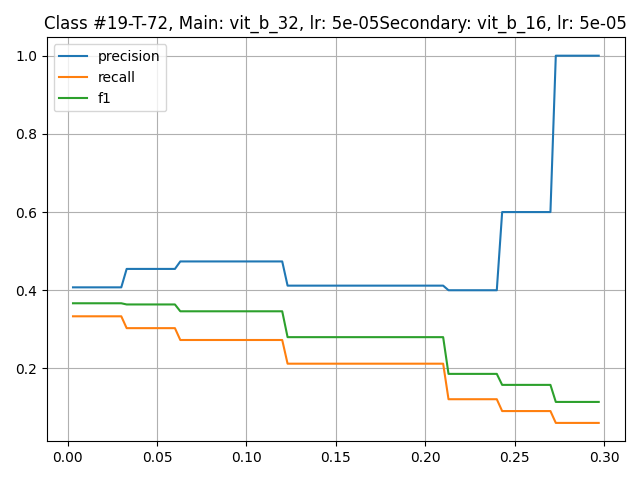 Class #19-T-72, Main: vit_b_32, lr: 5e-05Secondary: vit_b_16, lr: 5e-05
precision
recall
f1
1.0
0.8
0.6
0.4
0.2
0.00 0.05 0.10 0.15 0.20 0.25 0.30